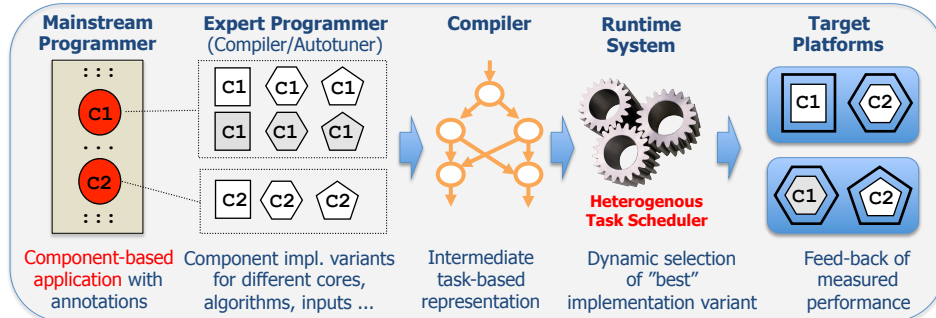 Mainstream
Programmer
: : :
C1
. . .
C2
: : :
Component-based
application with
annotations
Expert Programmer
(Compiler/Autotuner)
C1 C1 C1
C1 C1 C1
C2 C2 C2
Component impl. variants
for different cores,
algorithms, inputs ...
Compiler
Intermediate
task-based
representation
Runtime
System
Heterogenous
Task Scheduler
Dynamic selection
of ”best”
implementation variant
Target
Platforms
C1 C2
C1 C2
Feed-back of
measured
performance